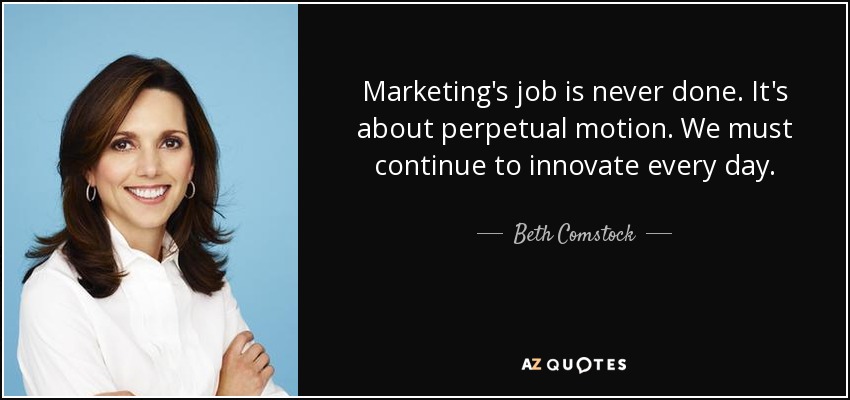 Marketing's job is never done. It's
about perpetual motion. We must
continue to innovate every day.
Beth Comstock
AZ QUOTES